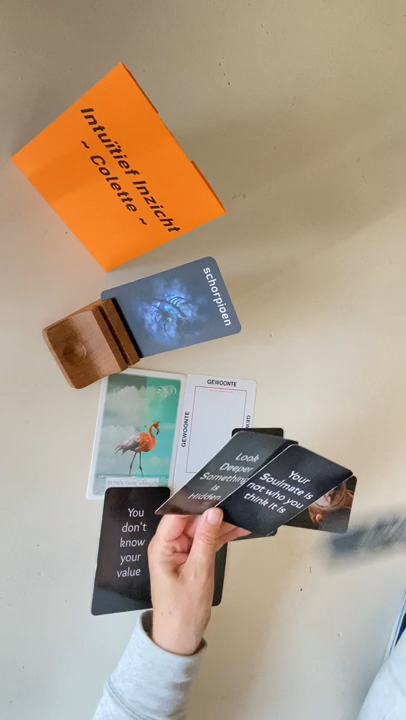 Intuïtief Inzicht
~ Colette ~
schorpioen
GEWOONTE
GEWOONTE
Look
Deeper
Something
is
Hidden
Your
Soulmate is
not who you
think it is
You
don't
know
your
value